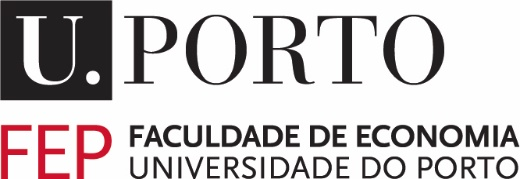 U. PORTO
FEP FACULDADE DE ECONOMIA
UNIVERSIDADE DO PORTO